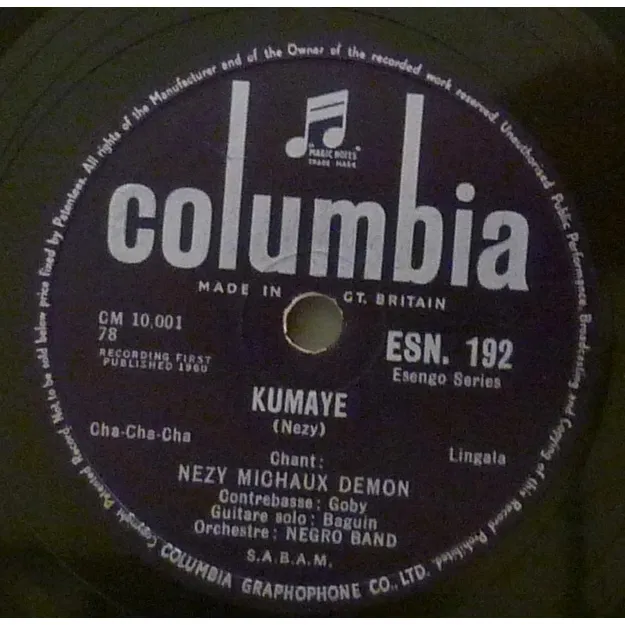 Copyright Patented Record Not to be sold below price fixed by Patentees. All rights of the Manufacturer and of the Owner of the recorded work reserved. Unauthorised Public Performance, Broadcasting and Copying of this Record Prohibited.
"MAGIC NOTES"
TRADE MARK
columbia
MADE IN GT. BRITAIN
CM 10,001
78
RECORDING FIRST
PUBLISHED 1960
ESN. 192
Esengo Series
KUMAYE
(Nezy)
Cha-Cha-Cha
Lingala
Chant:
NEZY MICHAUX DEMON
Contrebasse: Goby
Guitare solo: Baguin
Orchestre: NEGRO BAND
S.A.B.A.M.
COLUMBIA GRAPHOPHONE CO., LTD.